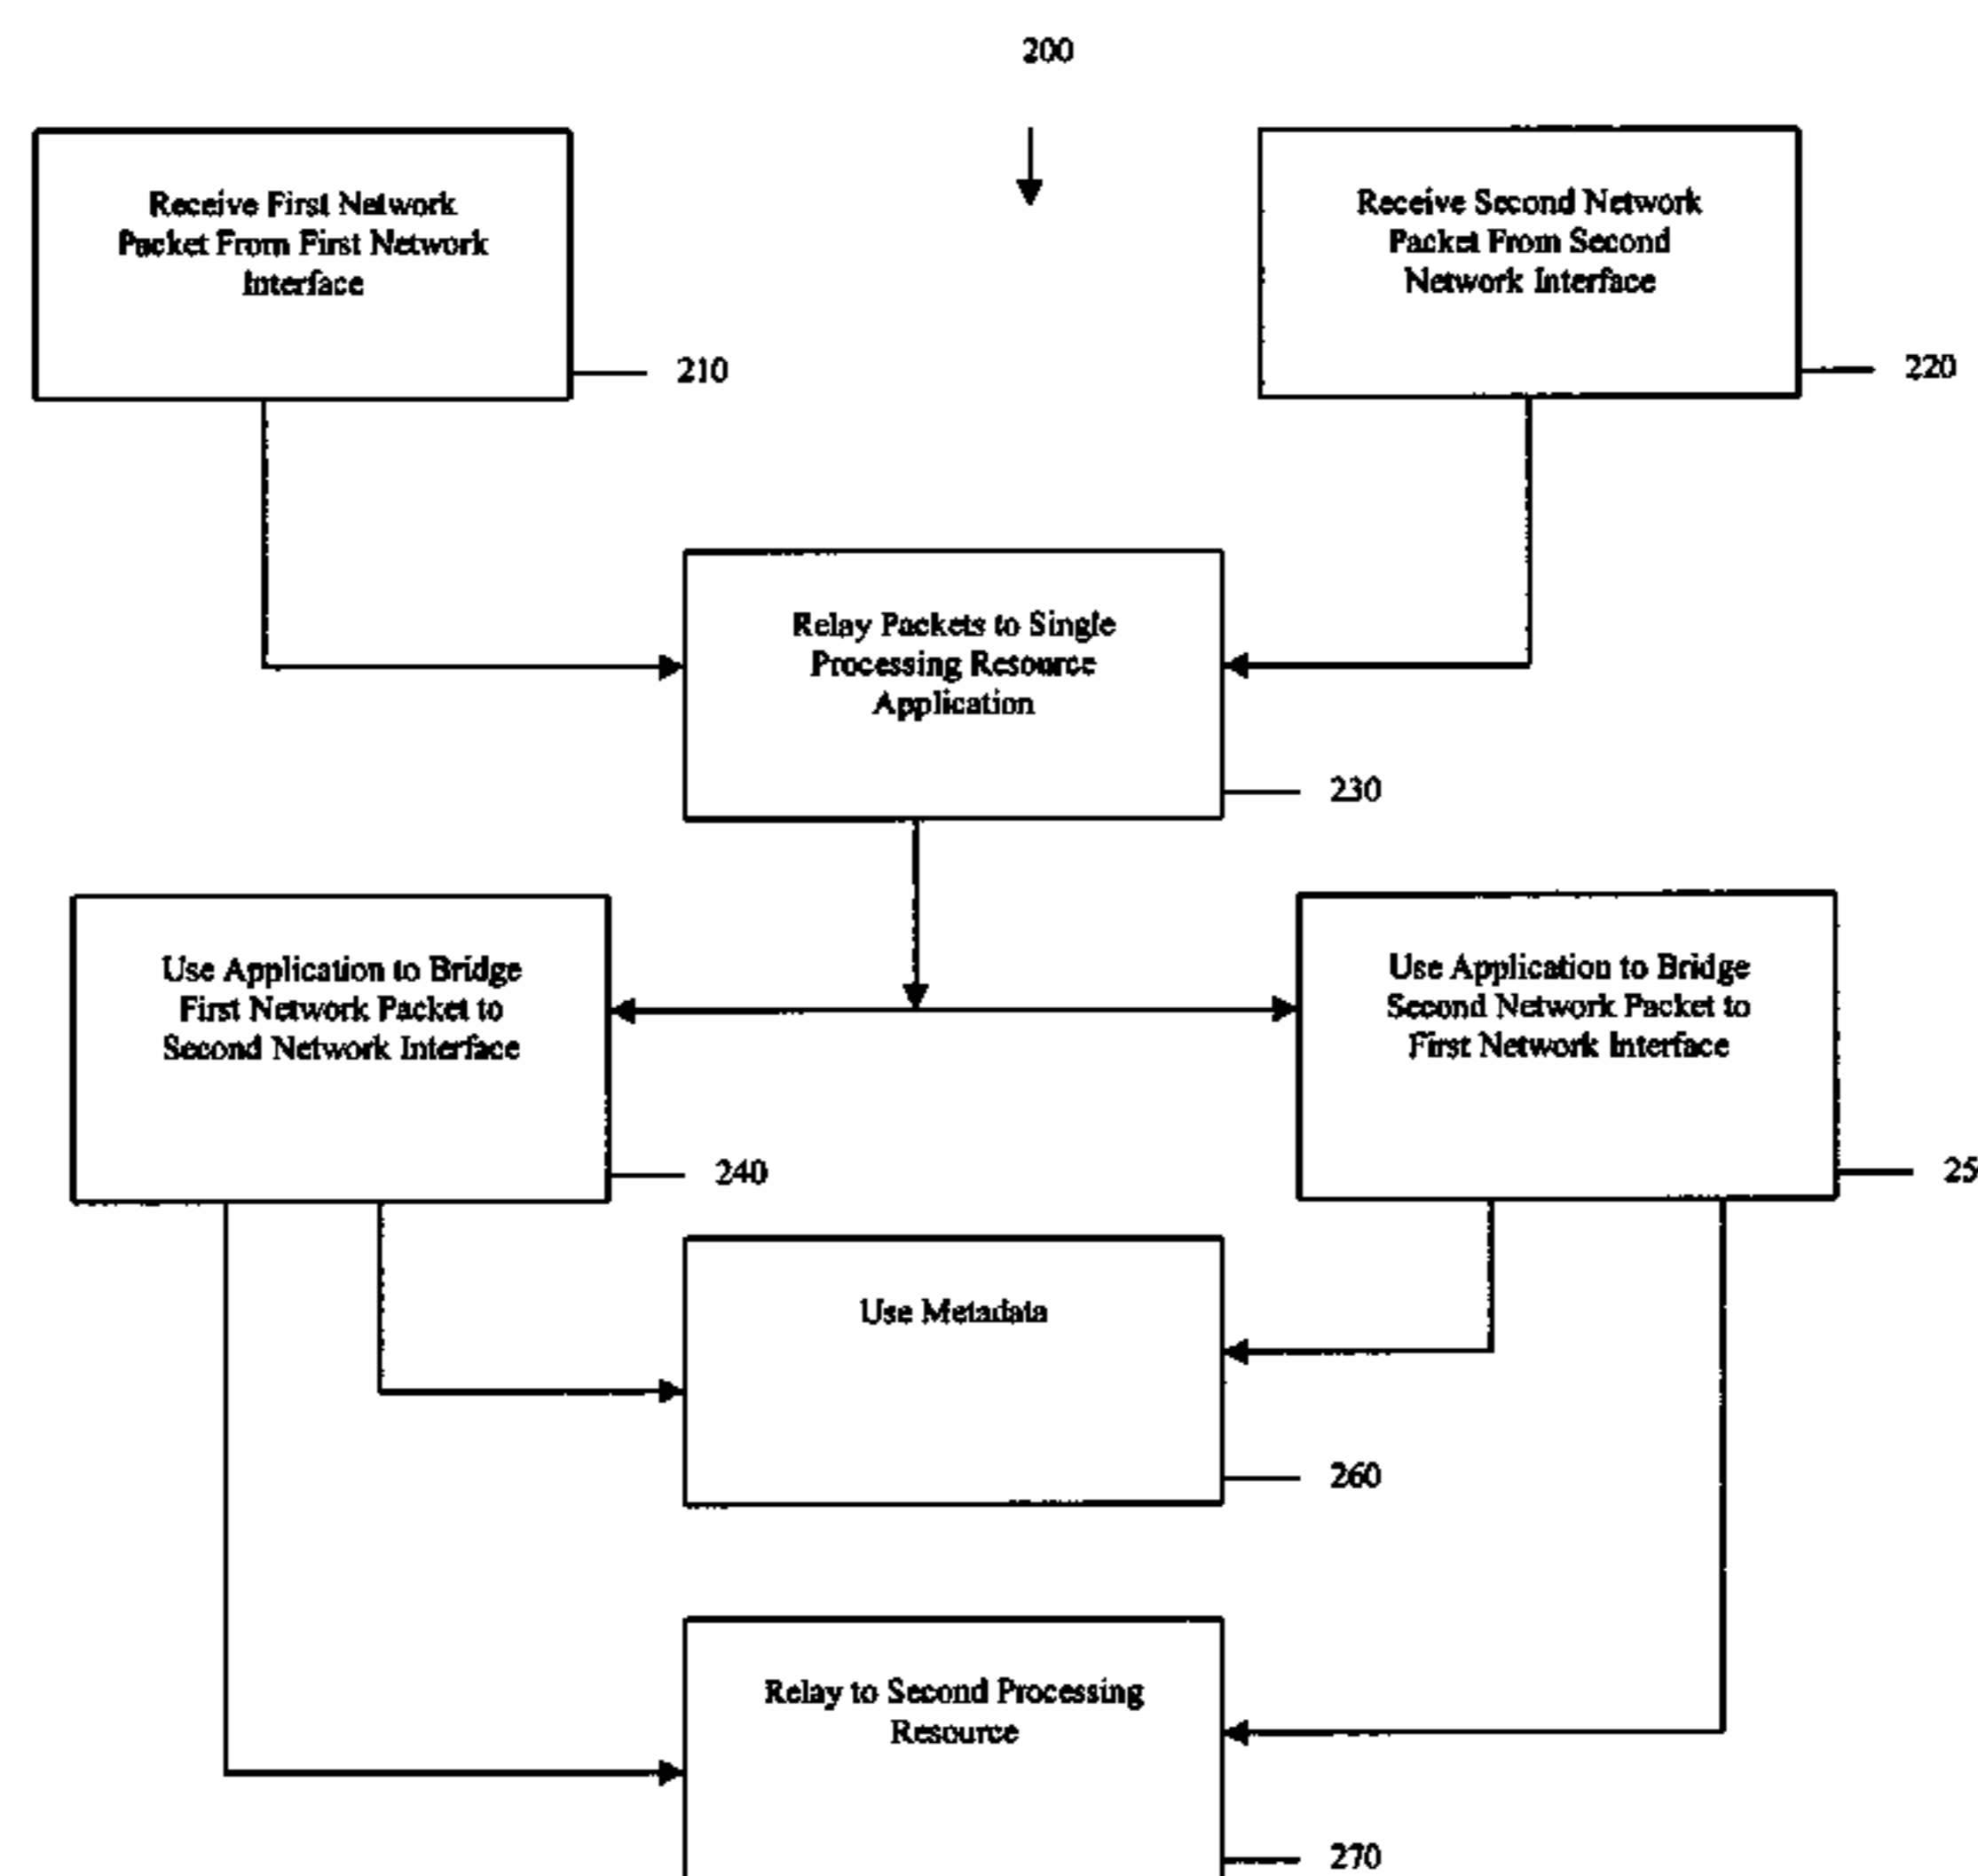 200
Receive First Network
Packet From First Network
Interface
210
Receive Second Network
Packet From Second
Network Interface
220
Relay Packets to Single
Processing Resource
Application
230
Use Application to Bridge
First Network Packet to
Second Network Interface
240
Use Application to Bridge
Second Network Packet to
First Network Interface
25
Use Metadata
260
Relay to Second Processing
Resource
270